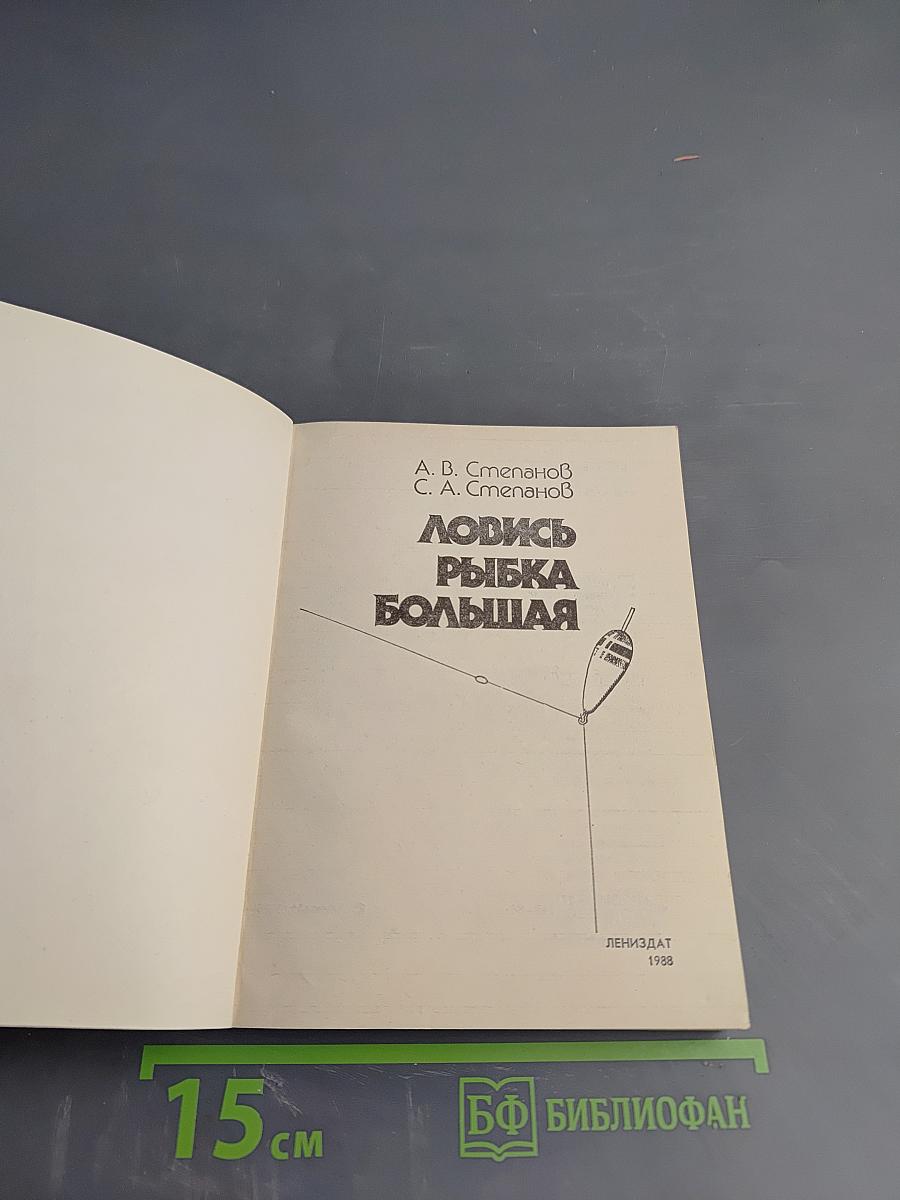 А. В. Степанов
С. А. Степанов
ЛОВИСЬ
РЫБКА
БОЛЬШАЯ
ЛЕНИЗДАТ
1988
15 см
БФ БИБЛИОФАН